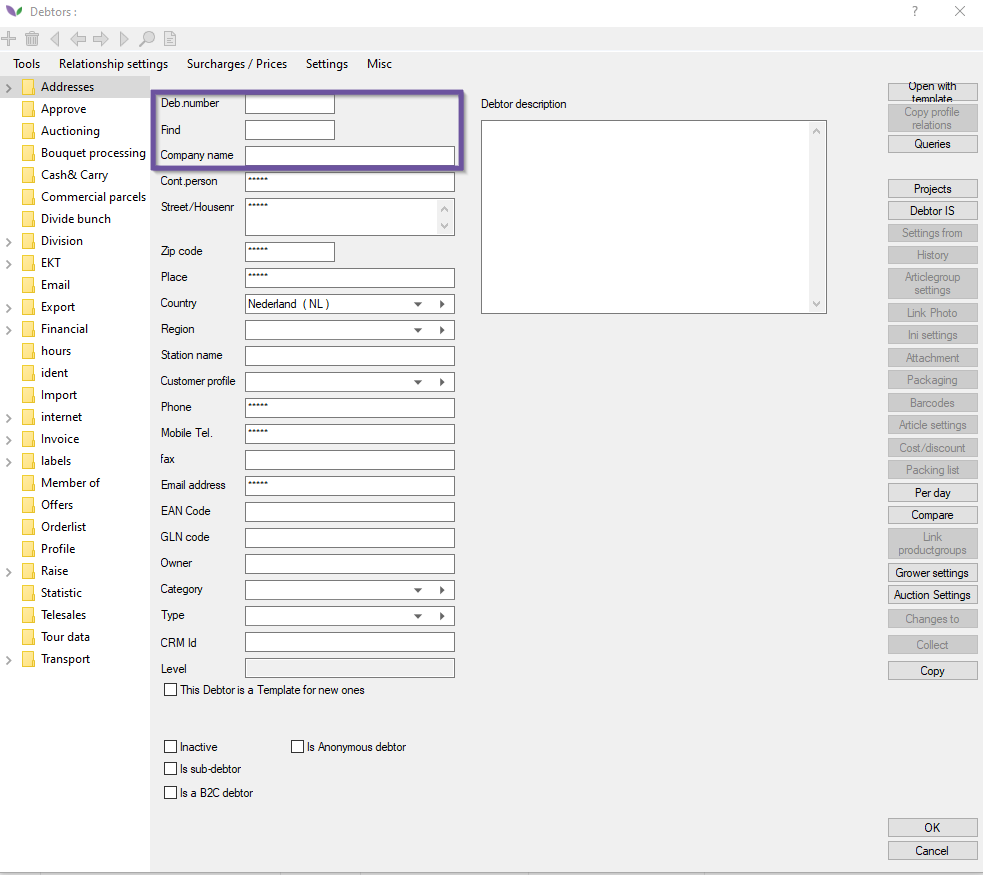 Debtors :
?
Tools Relationship settings Surcharges / Prices Settings Misc
Addresses
Approve
Auctioning
Bouquet processing
Cash& Carry
Commercial parcels
Divide bunch
Division
EKT
Email
Export
Financial
hours
ident
Import
internet
Invoice
labels
Member of
Offers
Orderlist
Profile
Raise
Statistic
Telesales
Tour data
Transport
Deb.number
Find
Company name
Cont.person *****
Street/Housenr *****
Zip code *****
Place *****
Country Nederland ( NL )
Region
Station name
Customer profile
Phone *****
Mobile Tel. *****
fax
Email address *****
EAN Code
GLN code
Owner
Category
Type
CRM Id
Level
This Debtor is a Template for new ones
Inactive Is Anonymous debtor
Is sub-debtor
Is a B2C debtor
Debtor description
Open with
template
Copy profile
relations
Queries
Projects
Debtor IS
Settings from
History
Articlegroup
settings
Link Photo
Ini settings
Attachment
Packaging
Barcodes
Article settings
Cost/discount
Packing list
Per day
Compare
Link
productgroups
Grower settings
Auction Settings
Changes to
Collect
Copy
OK
Cancel